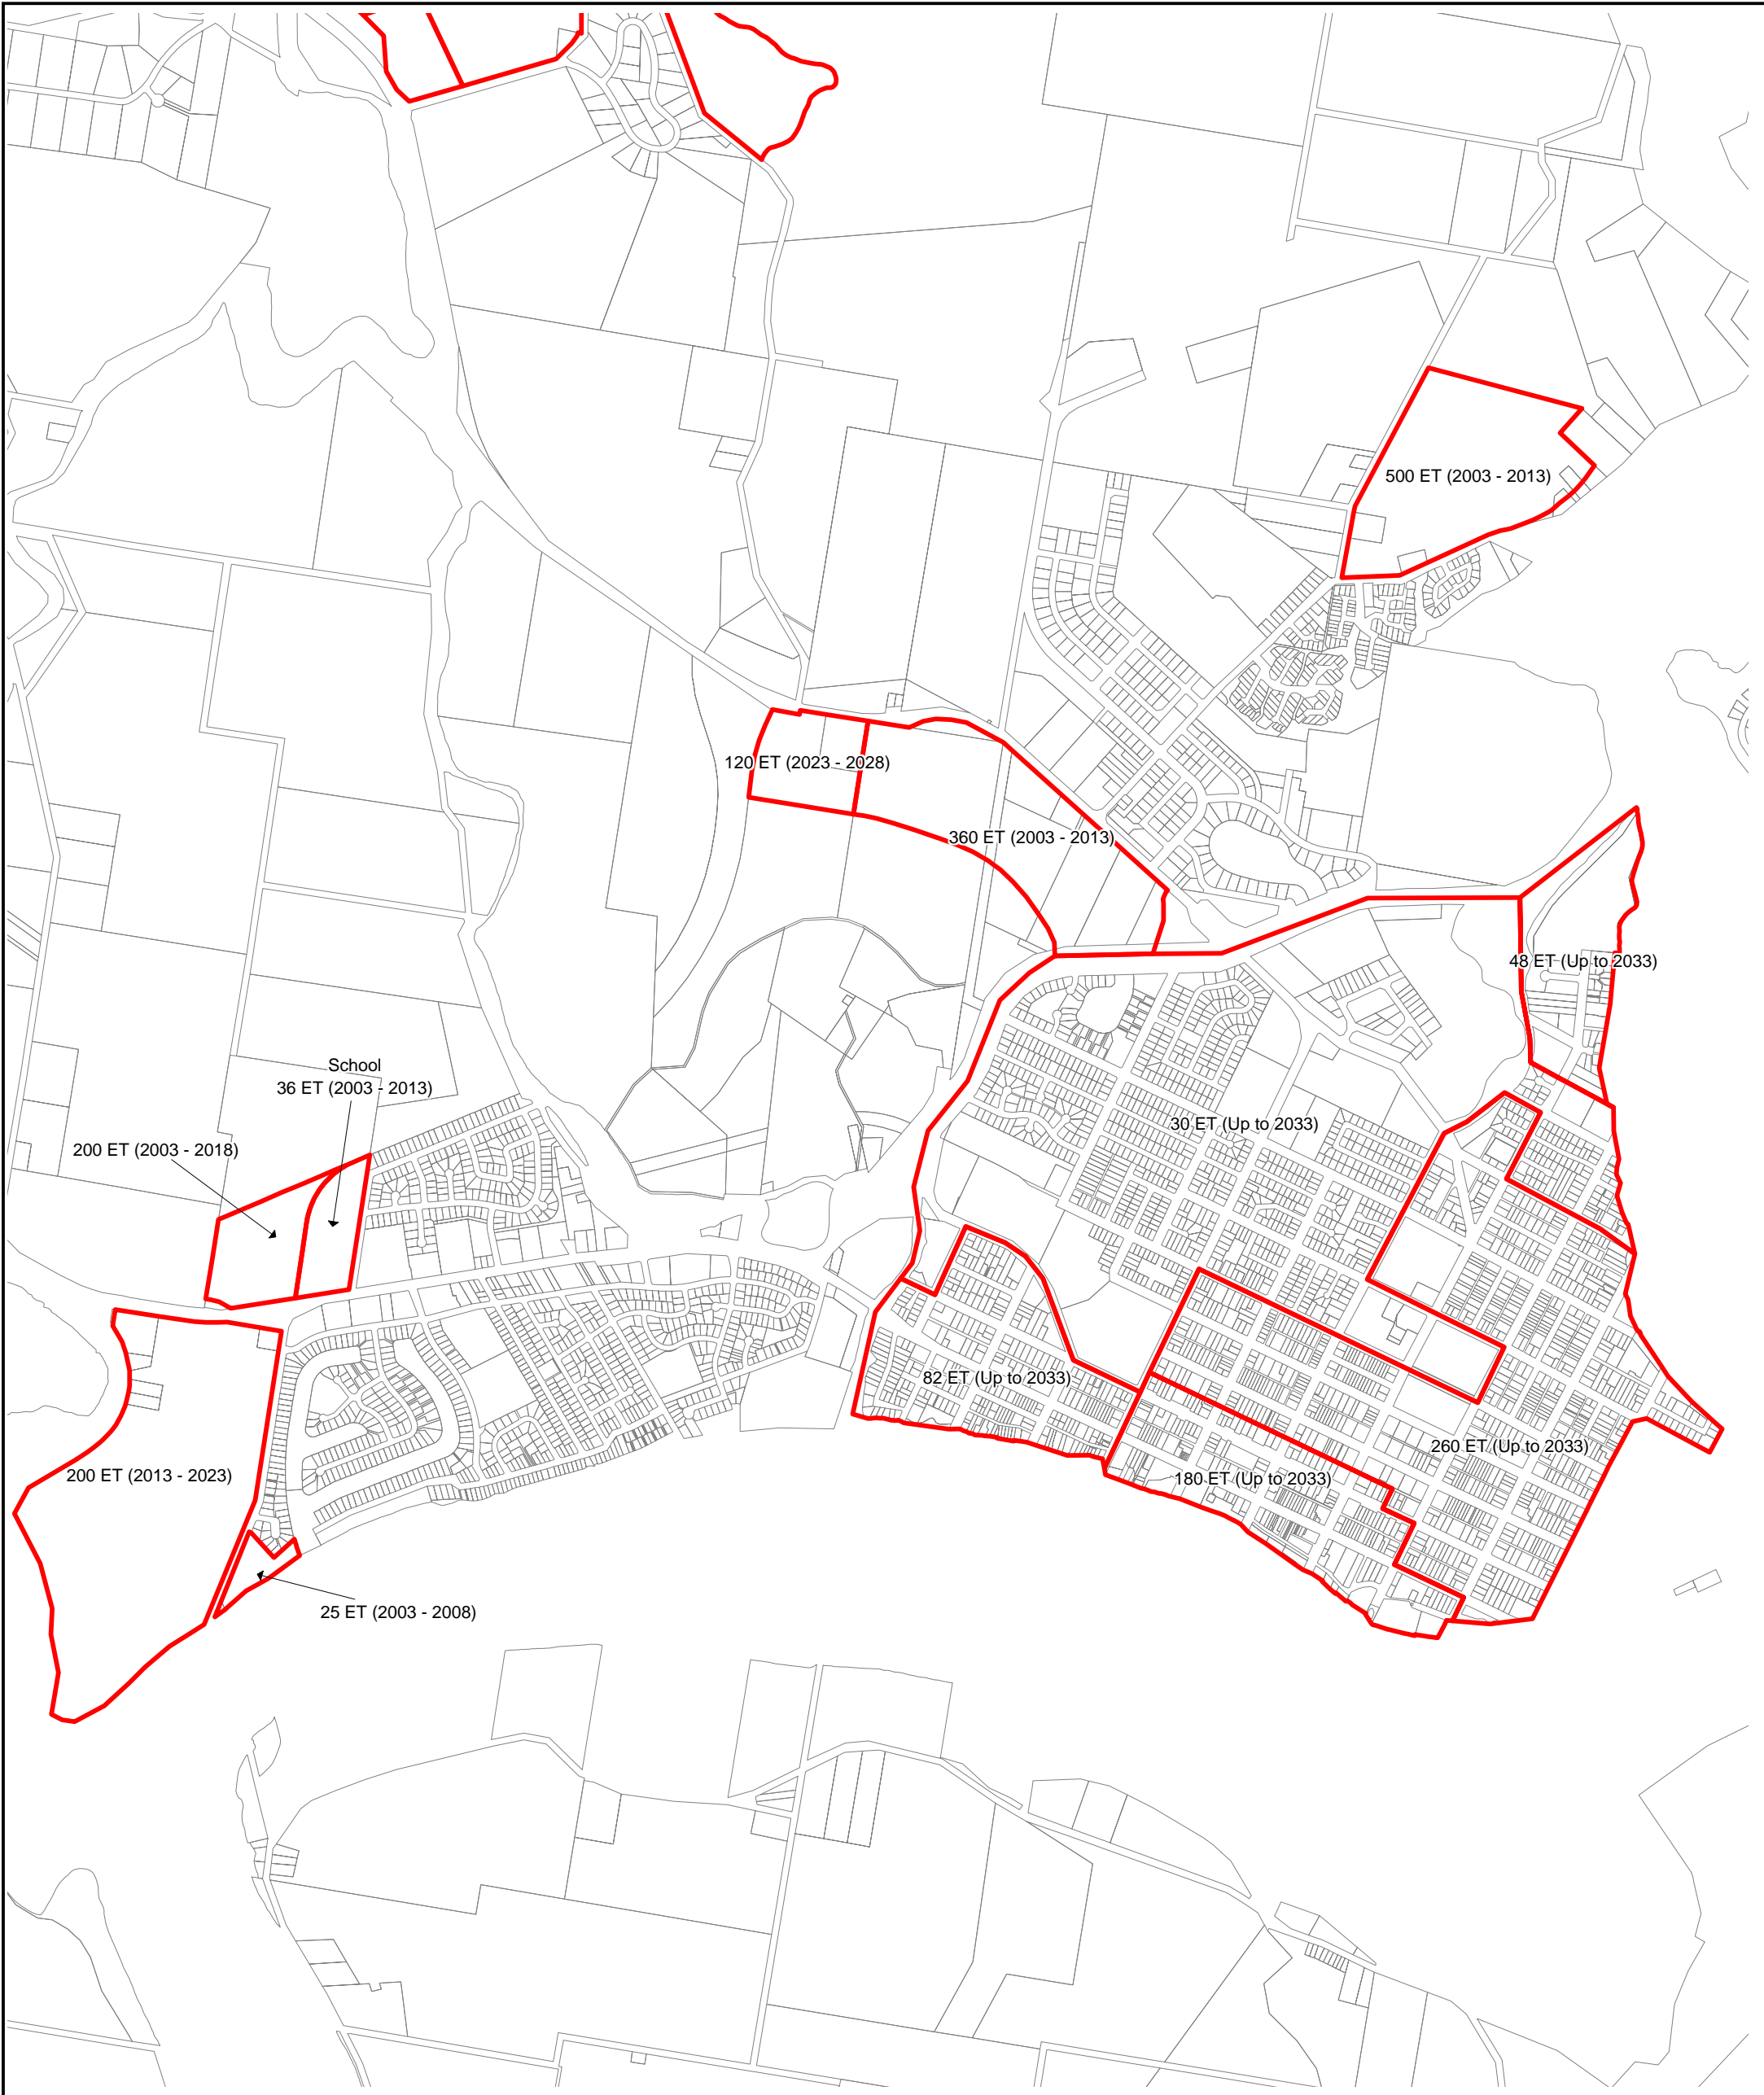 500 ET (2003 - 2013)
120 ET (2023 - 2028)
360 ET (2003 - 2013)
48 ET (Up to 2033)
School
36 ET (2003 - 2013)
30 ET (Up to 2033)
200 ET (2003 - 2018)
82 ET (Up to 2033)
260 ET (Up to 2033)
200 ET (2013 - 2023)
180 ET (Up to 2033)
25 ET (2003 - 2008)